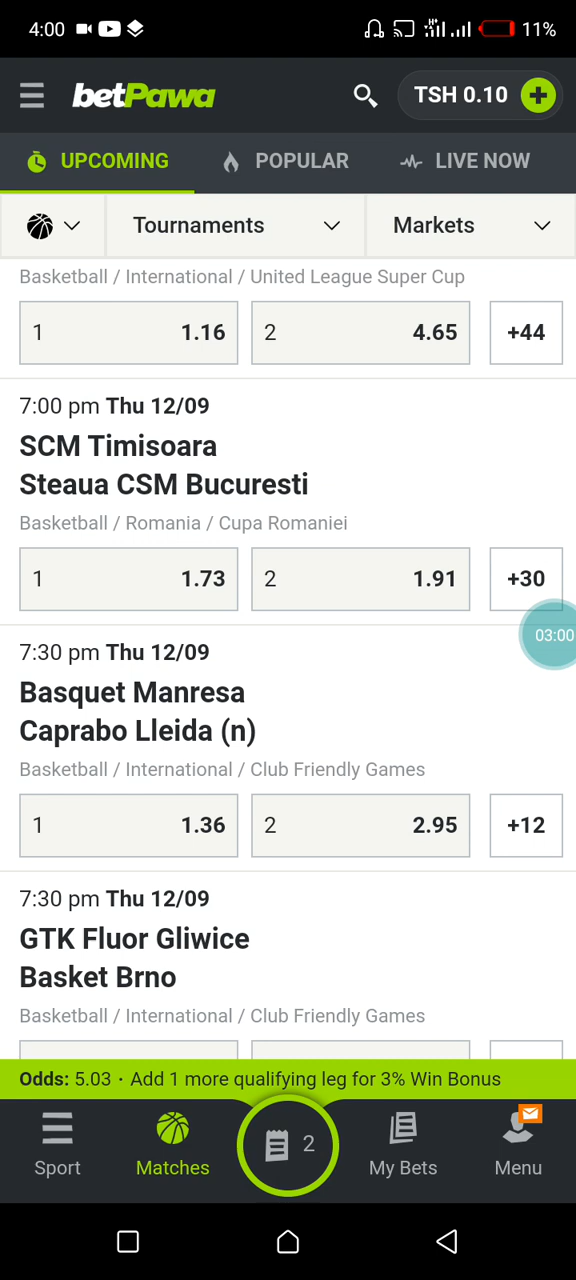 4:00 11%
betPawa TSH 0.10 +
UPCOMING POPULAR LIVE NOW
Tournaments Markets
Basketball / International / United League Super Cup
1 1.16 2 4.65 +44
7:00 pm Thu 12/09
SCM Timisoara
Steaua CSM Bucuresti
Basketball / Romania / Cupa Romaniei
1 1.73 2 1.91 +30
03:00
7:30 pm Thu 12/09
Basquet Manresa
Caprabo Lleida (n)
Basketball / International / Club Friendly Games
1 1.36 2 2.95 +12
7:30 pm Thu 12/09
GTK Fluor Gliwice
Basket Brno
Basketball / International / Club Friendly Games
Odds: 5.03 · Add 1 more qualifying leg for 3% Win Bonus
2
Sport Matches My Bets Menu